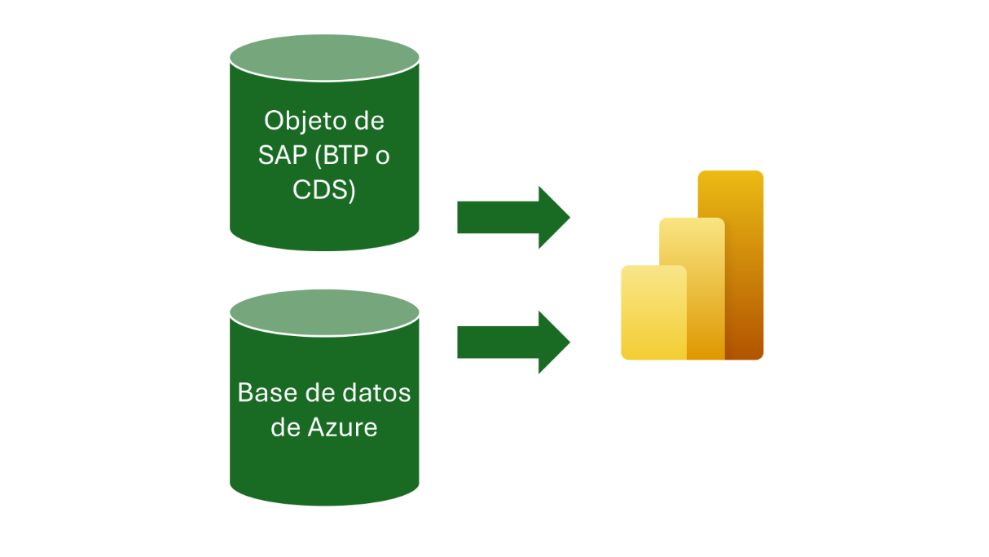 Objeto de
SAP (BTP o
CDS)
Base de datos
de Azure